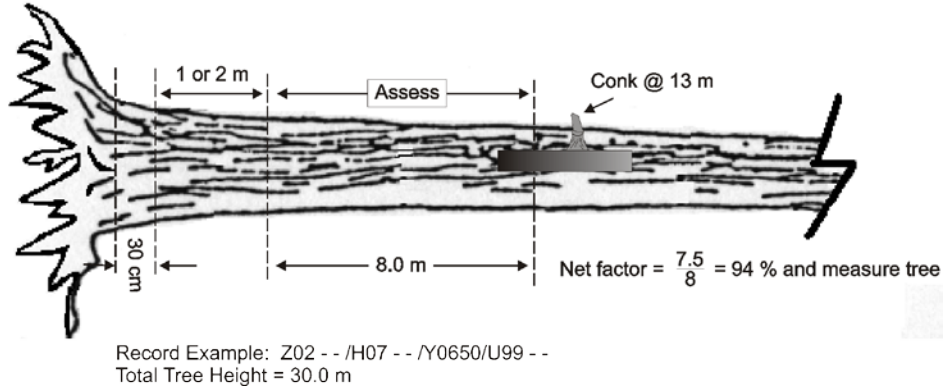 1 or 2 m
Assess
Conk @ 13 m
30 cm
8.0 m
Net factor = 7.5/8 = 94 % and measure tree
Record Example: Z02 - - /H07 - - /Y0650/U99 - -
Total Tree Height = 30.0 m